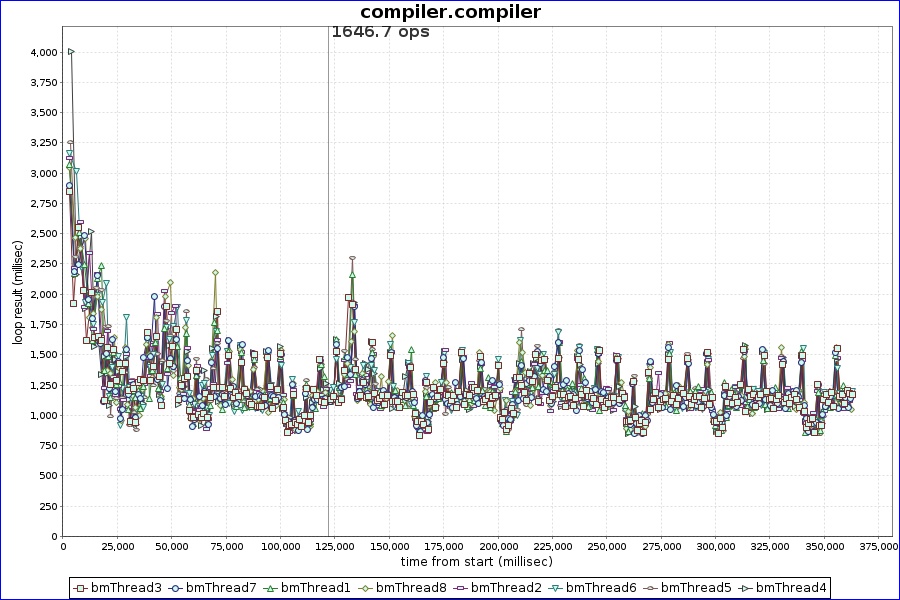 compiler.compiler
1646.7 ops
4,000
3,750
3,500
3,250
3,000
2,750
2,500
2,250
2,000
1,750
1,500
1,250
1,000
750
500
250
0
loop result (millisec)
0 25,000 50,000 75,000 100,000 125,000 150,000 175,000 200,000 225,000 250,000 275,000 300,000 325,000 350,000 375,000
time from start (millisec)
bmThread3 bmThread7 bmThread1 bmThread8 bmThread2 bmThread6 bmThread5 bmThread4